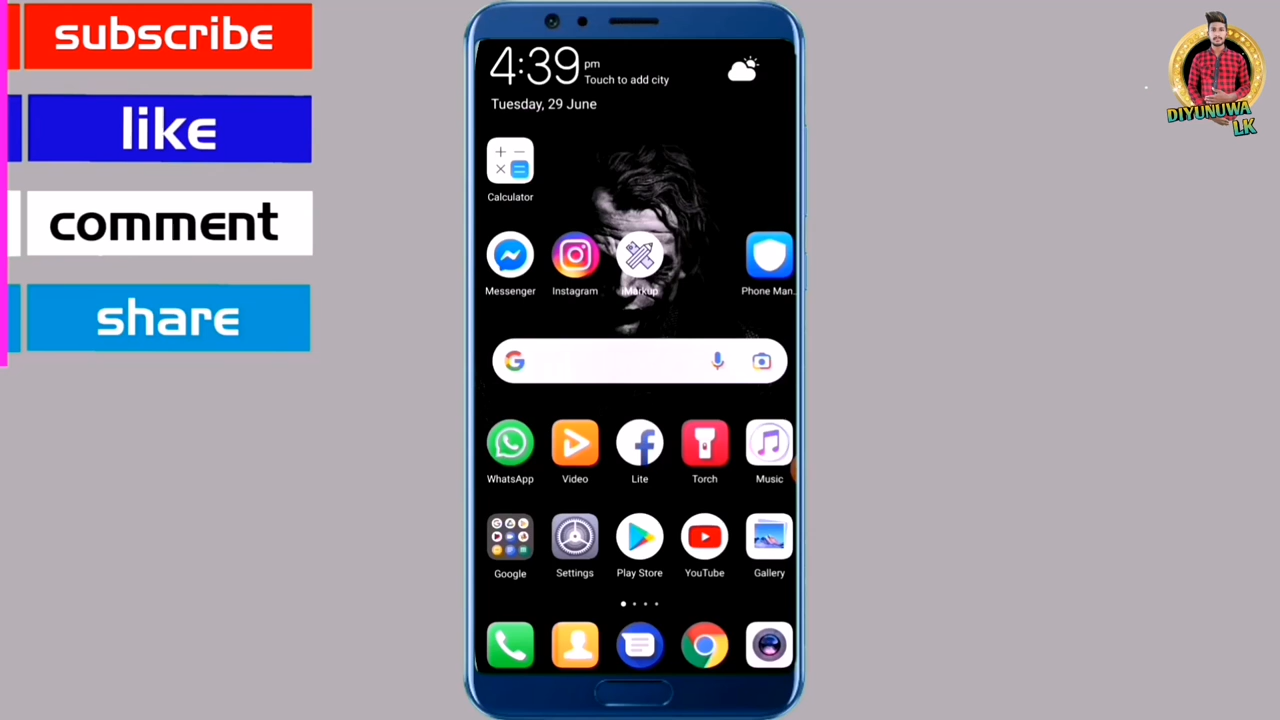 subscribe
like
comment
share
4:39 pm
Touch to add city
Tuesday, 29 June
Calculator
Messenger
Instagram
iMarkup
Phone Man..
WhatsApp
Video
Lite
Torch
Music
Google
Settings
Play Store
YouTube
Gallery
DIYUNUWA
LK